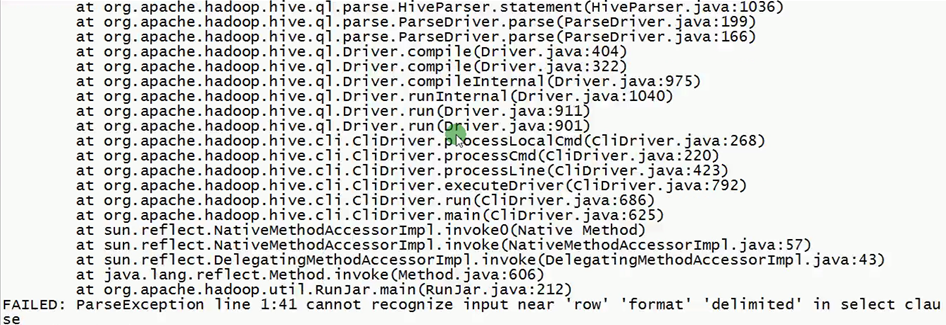 at org.apache.hadoop.hive.ql.parse.HiveParser.statement(HiveParser.java:1036)
at org.apache.hadoop.hive.ql.parse.ParseDriver.parse(ParseDriver.java:199)
at org.apache.hadoop.hive.ql.parse.ParseDriver.parse(ParseDriver.java:166)
at org.apache.hadoop.hive.ql.Driver.compile(Driver.java:404)
at org.apache.hadoop.hive.ql.Driver.compile(Driver.java:322)
at org.apache.hadoop.hive.ql.Driver.compileInternal(Driver.java:975)
at org.apache.hadoop.hive.ql.Driver.runInternal(Driver.java:1040)
at org.apache.hadoop.hive.ql.Driver.run(Driver.java:911)
at org.apache.hadoop.hive.ql.Driver.run(Driver.java:901)
at org.apache.hadoop.hive.cli.CliDriver.processLocalCmd(CliDriver.java:268)
at org.apache.hadoop.hive.cli.CliDriver.processCmd(CliDriver.java:220)
at org.apache.hadoop.hive.cli.CliDriver.processLine(CliDriver.java:423)
at org.apache.hadoop.hive.cli.CliDriver.executeDriver(CliDriver.java:792)
at org.apache.hadoop.hive.cli.CliDriver.run(CliDriver.java:686)
at org.apache.hadoop.hive.cli.CliDriver.main(CliDriver.java:625)
at sun.reflect.NativeMethodAccessorImpl.invoke0(Native Method)
at sun.reflect.NativeMethodAccessorImpl.invoke(NativeMethodAccessorImpl.java:57)
at sun.reflect.DelegatingMethodAccessorImpl.invoke(DelegatingMethodAccessorImpl.java:43)
at java.lang.reflect.Method.invoke(Method.java:606)
at org.apache.hadoop.util.RunJar.main(RunJar.java:212)
FAILED: ParseException line 1:41 cannot recognize input near 'row' 'format' 'delimited' in select clau
se